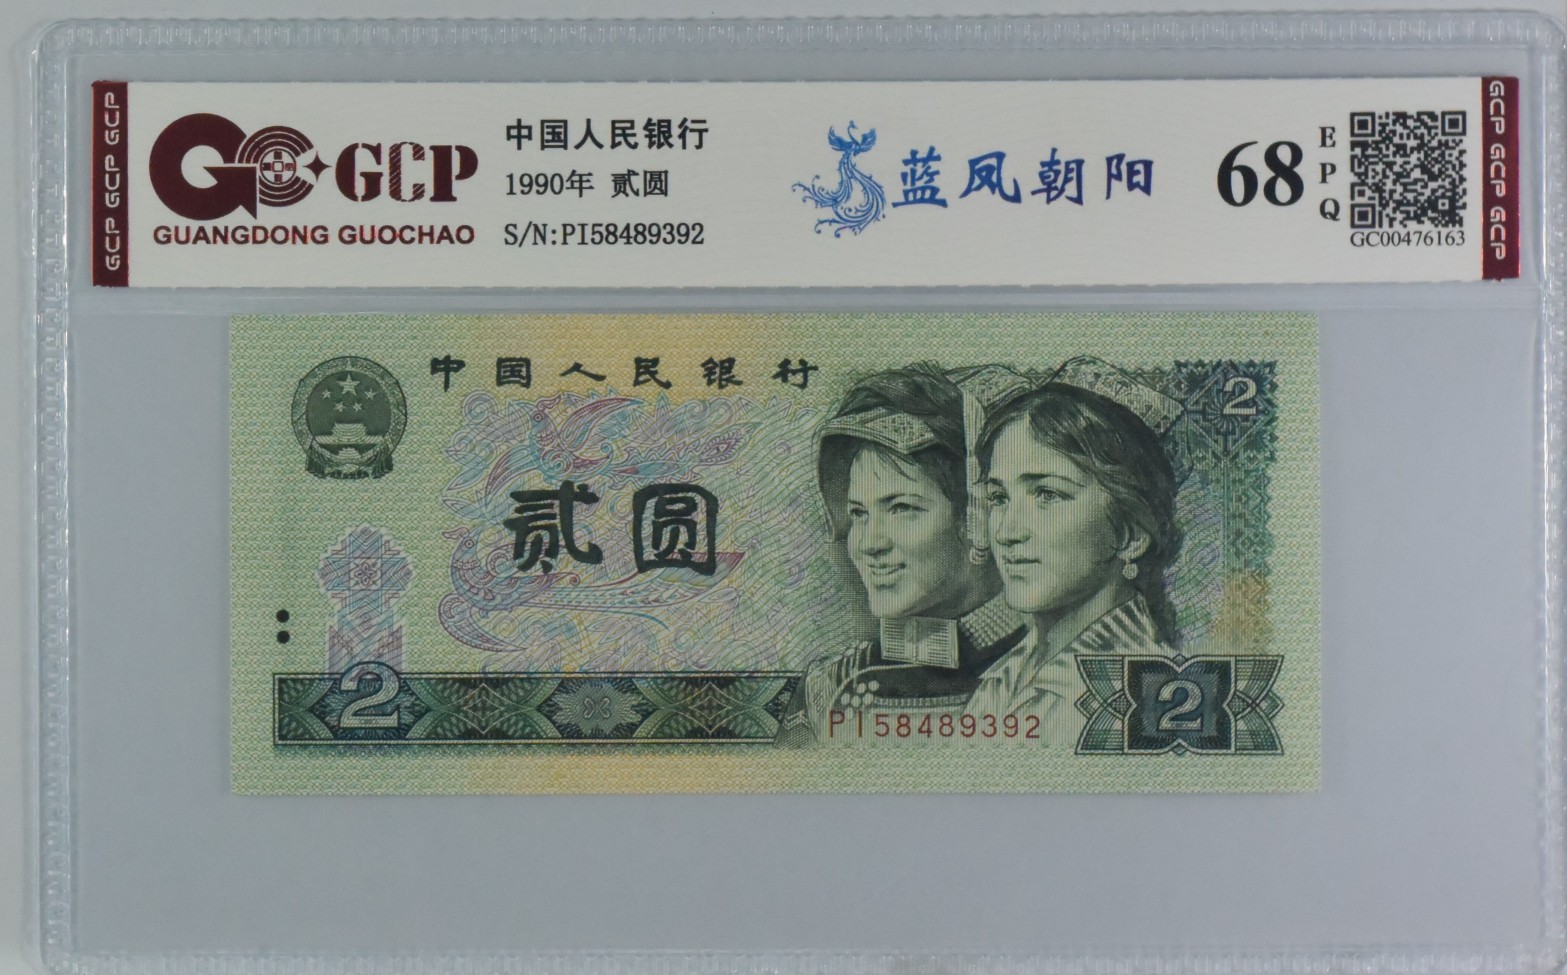 GCP GCP GCP
GCP
GUANGDONG GUOCHAO
中国人民银行
1990年 贰圆
S/N:PI58489392
蓝凤朝阳
68
EPQ
GC00476163
GCP GCP GCP
中国人民银行
2
贰圆
2
PI58489392
2